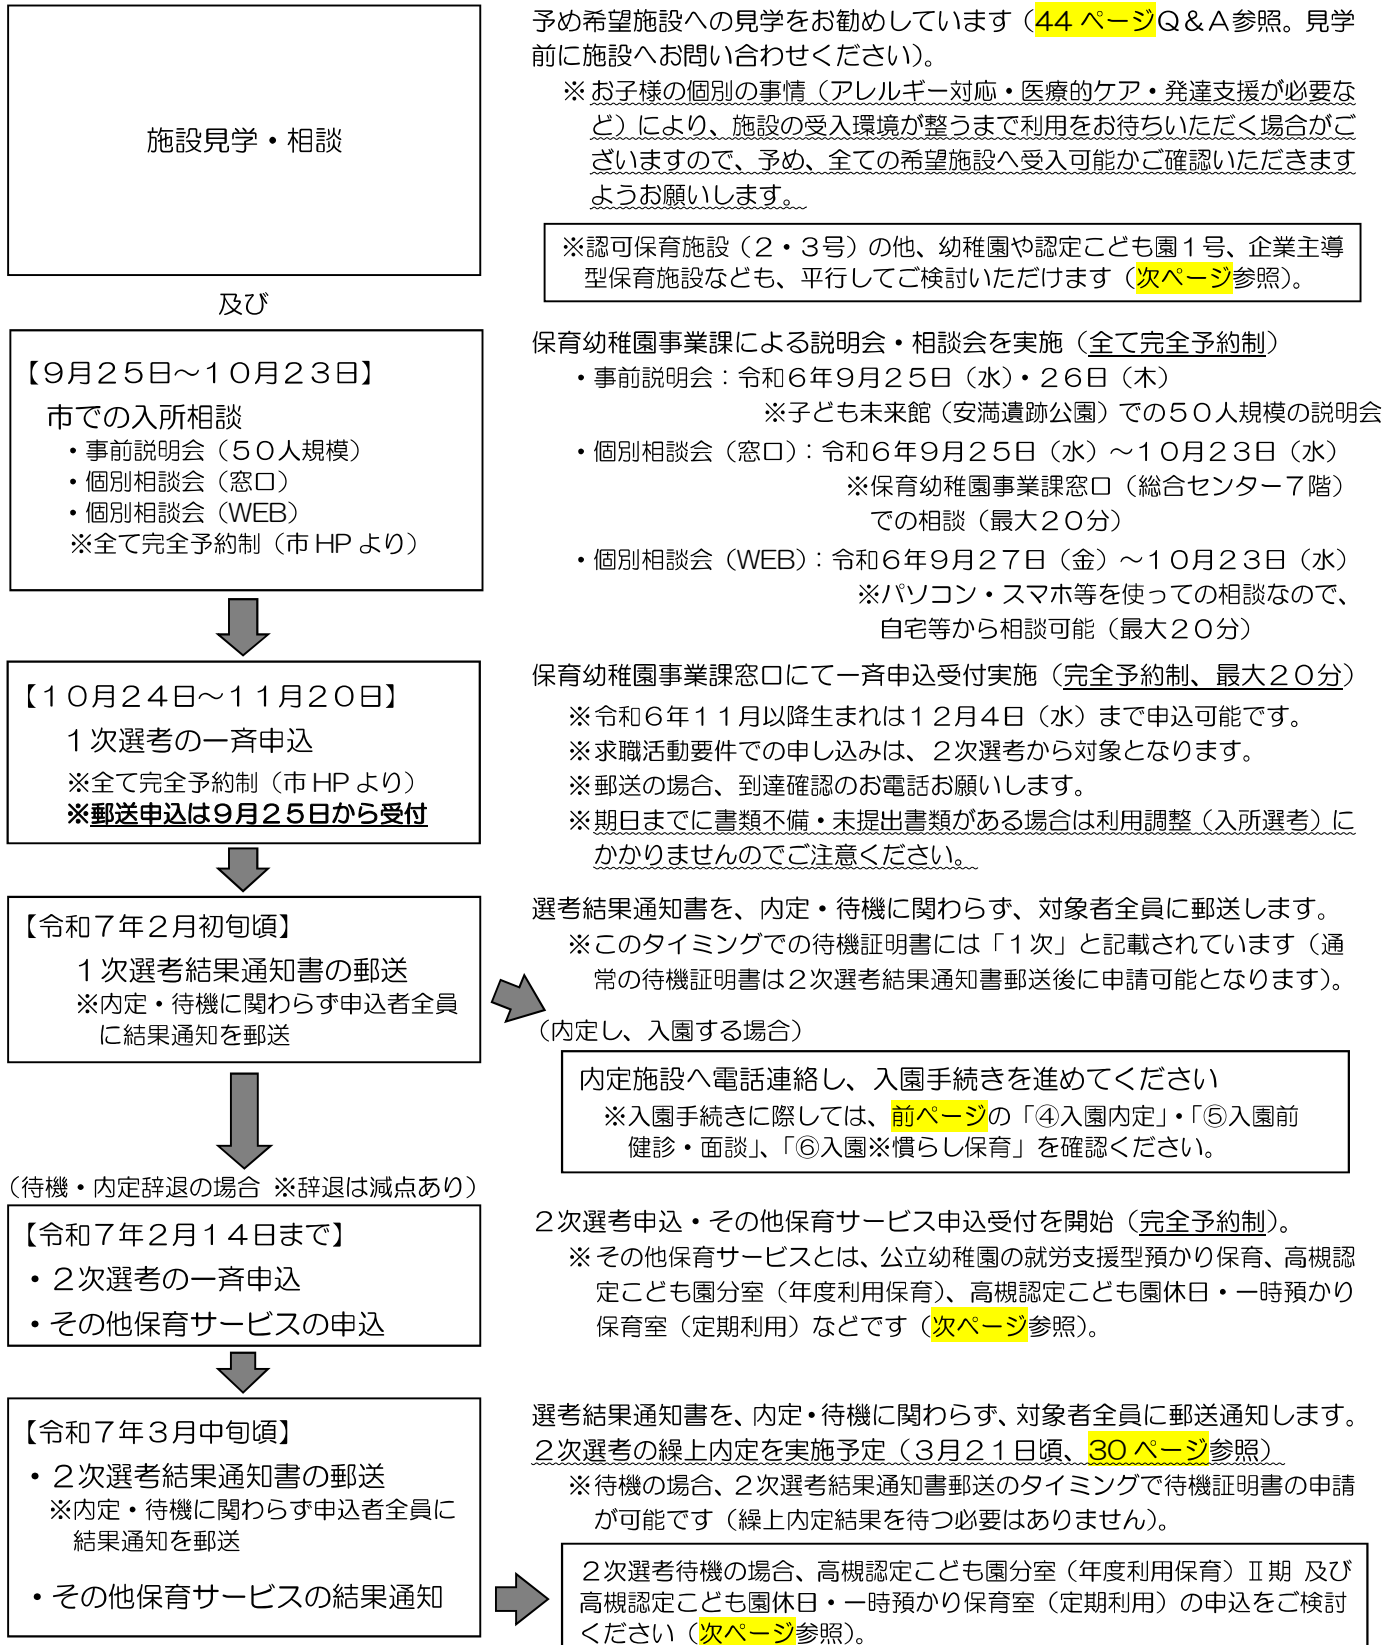 施設見学・相談
予め希望施設への見学をお勧めしています（44 ページQ＆A参照。見学
前に施設へお問い合わせください）。
※お子様の個別の事情（アレルギー対応・医療的ケア・発達支援が必要な
ど）により、施設の受入環境が整うまで利用をお待ちいただく場合がご
ざいますので、予め、全ての希望施設へ受入可能かご確認いただきます
ようお願いします。
※認可保育施設（２・３号）の他、幼稚園や認定こども園１号、企業主導
型保育施設なども、平行してご検討いただけます（次ページ参照）。
及び
【９月２５日～１０月２３日】
市での入所相談
・事前説明会（５０人規模）
・個別相談会（窓口）
・個別相談会（WEB）
※全て完全予約制（市 HP より）
保育幼稚園事業課による説明会・相談会を実施（全て完全予約制）
・事前説明会：令和６年９月２５日（水）・２６日（木）
※子ども未来館（安満遺跡公園）での５０人規模の説明会
・個別相談会（窓口）：令和６年９月２５日（水）～１０月２３日（水）
※保育幼稚園事業課窓口（総合センター７階）
での相談（最大２０分）
・個別相談会（WEB）：令和６年９月２７日（金）～１０月２３日（水）
※パソコン・スマホ等を使っての相談なので、
自宅等から相談可能（最大２０分）
【１０月２４日～１１月２０日】
１次選考の一斉申込
※全て完全予約制（市 HP より）
※郵送申込は９月２５日から受付
保育幼稚園事業課窓口にて一斉申込受付実施（完全予約制、最大２０分）
※令和６年１１月以降生まれは１２月４日（水）まで申込可能です。
※求職活動要件での申し込みは、２次選考から対象となります。
※郵送の場合、到達確認のお電話お願いします。
※期日までに書類不備・未提出書類がある場合は利用調整（入所選考）に
かかりませんのでご注意ください。
【令和７年２月初旬頃】
１次選考結果通知書の郵送
※内定・待機に関わらず申込者全員
に結果通知を郵送
選考結果通知書を、内定・待機に関わらず、対象者全員に郵送します。
※このタイミングでの待機証明書には「１次」と記載されています（通
常の待機証明書は２次選考結果通知書郵送後に申請可能となります）。
（内定し、入園する場合）
内定施設へ電話連絡し、入園手続きを進めてください
※入園手続きに際しては、前ページの「④入園内定」・「⑤入園前
健診・面談」、「⑥入園※慣らし保育」を確認ください。
（待機・内定辞退の場合 ※辞退は減点あり）
【令和７年２月１４日まで】
・２次選考の一斉申込
・その他保育サービスの申込
２次選考申込・その他保育サービス申込受付を開始（完全予約制）。
※その他保育サービスとは、公立幼稚園の就労支援型預かり保育、高槻認
定こども園分室（年度利用保育）、高槻認定こども園休日・一時預かり
保育室（定期利用）などです（次ページ参照）。
【令和７年３月中旬頃】
・２次選考結果通知書の郵送
※内定・待機に関わらず申込者全員に
結果通知を郵送
・その他保育サービスの結果通知
選考結果通知書を、内定・待機に関わらず、対象者全員に郵送通知します。
２次選考の繰上内定を実施予定（３月２１日頃、30 ページ参照）
※待機の場合、２次選考結果通知書郵送のタイミングで待機証明書の申請
が可能です（繰上内定結果を待つ必要はありません）。
２次選考待機の場合、高槻認定こども園分室（年度利用保育）Ⅱ期 及び
高槻認定こども園休日・一時預かり保育室（定期利用）の申込をご検討
ください（次ページ参照）。